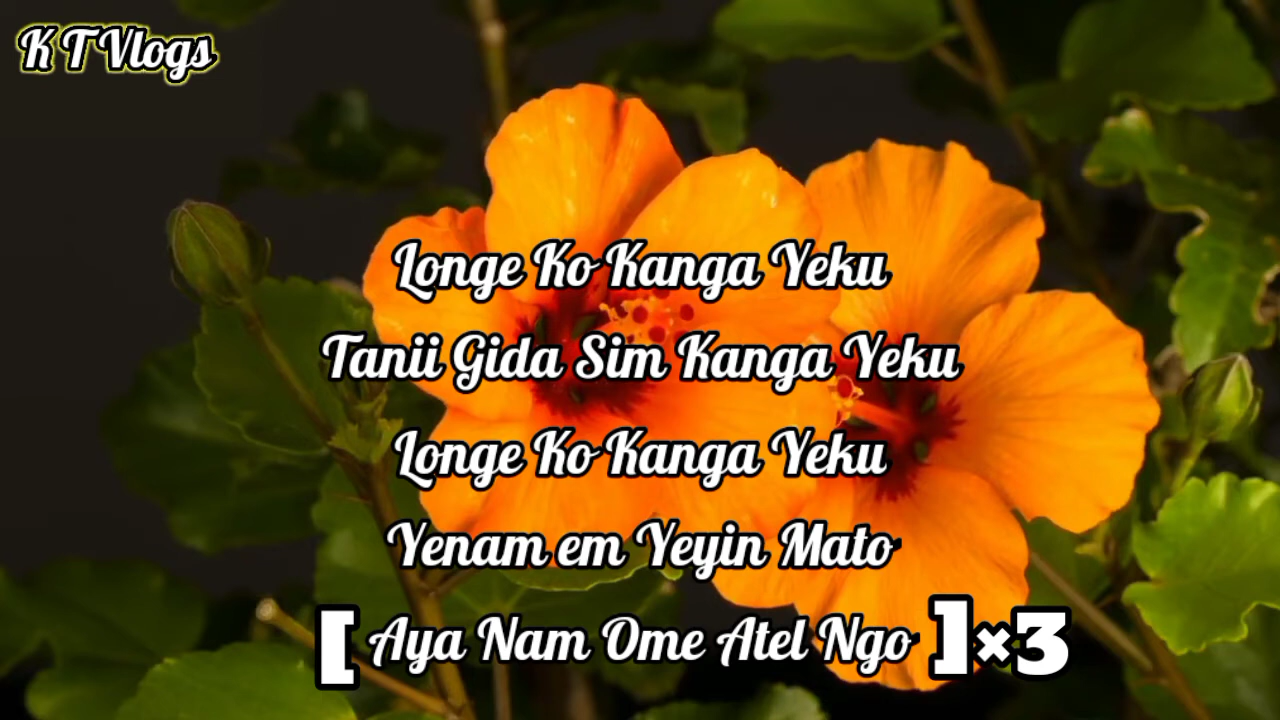 K T Vlogs
Longe Ko Kanga Yeku
Tanii Gida Sim Kanga Yeku
Longe Ko Kanga Yeku
Yenam em Yeyin Mato
[ Aya Nam Ome Atel Ngo ]×3